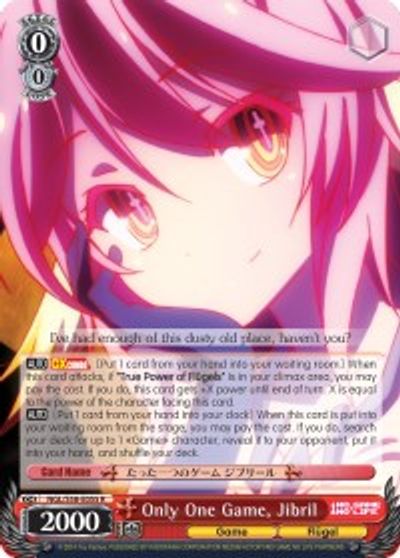 0
0
I've had enough of this dusty old place, haven't you?
AUTO CX COMBO [Put 1 card from your hand into your waiting room] When
this card attacks, if "True Power of Flügels" is in your climax area, you may
pay the cost. If you do, this card gets +X power until end of turn. X is equal
to the power of the character facing this card.
AUTO [Put 1 card from your hand into your clock] When this card is put into
your waiting room from the stage, you may pay the cost. If you do, search
your deck for up to 1 «Game» character, reveal it to your opponent, put it
into your hand, and shuffle your deck.
Card Name たった一つのゲーム ジブリール
2000
Only One Game, Jibril
NO GAME
NO LIFE
Game
Flügel